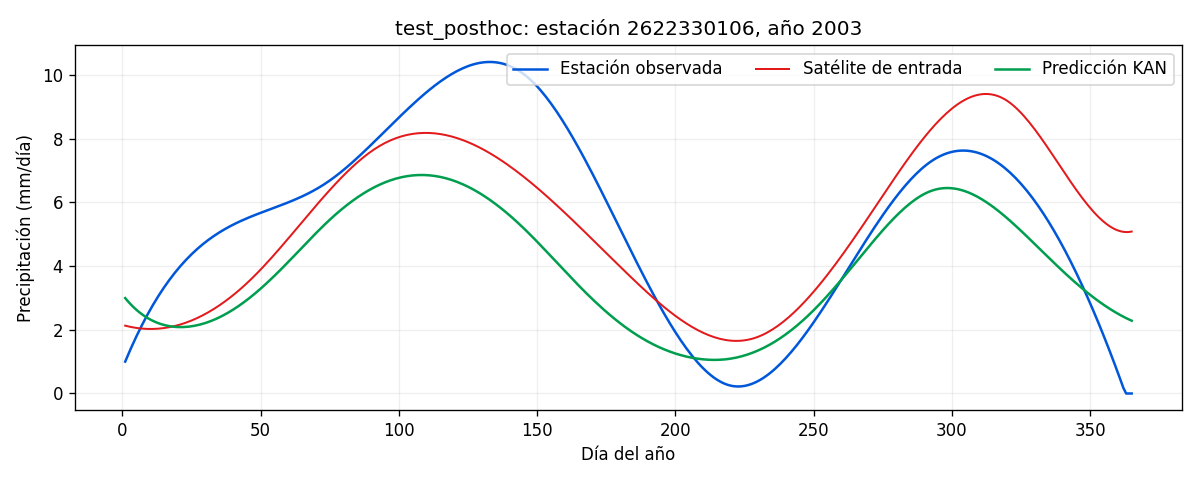 test_posthoc: estación 2622330106, año 2003
Estación observada Satélite de entrada Predicción KAN
Precipitación (mm/día)
10
8
6
4
2
0
0 50 100 150 200 250 300 350
Día del año